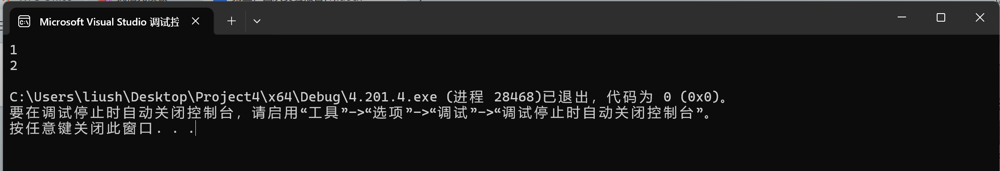 Microsoft Visual Studio 调试控
1
2
C:\Users\liush\Desktop\Project4\x64\Debug\4.201.4.exe (进程 28468)已退出，代码为 0 (0x0)。
要在调试停止时自动关闭控制台，请启用“工具”->“选项”->“调试”->“调试停止时自动关闭控制台”。
按任意键关闭此窗口. . .